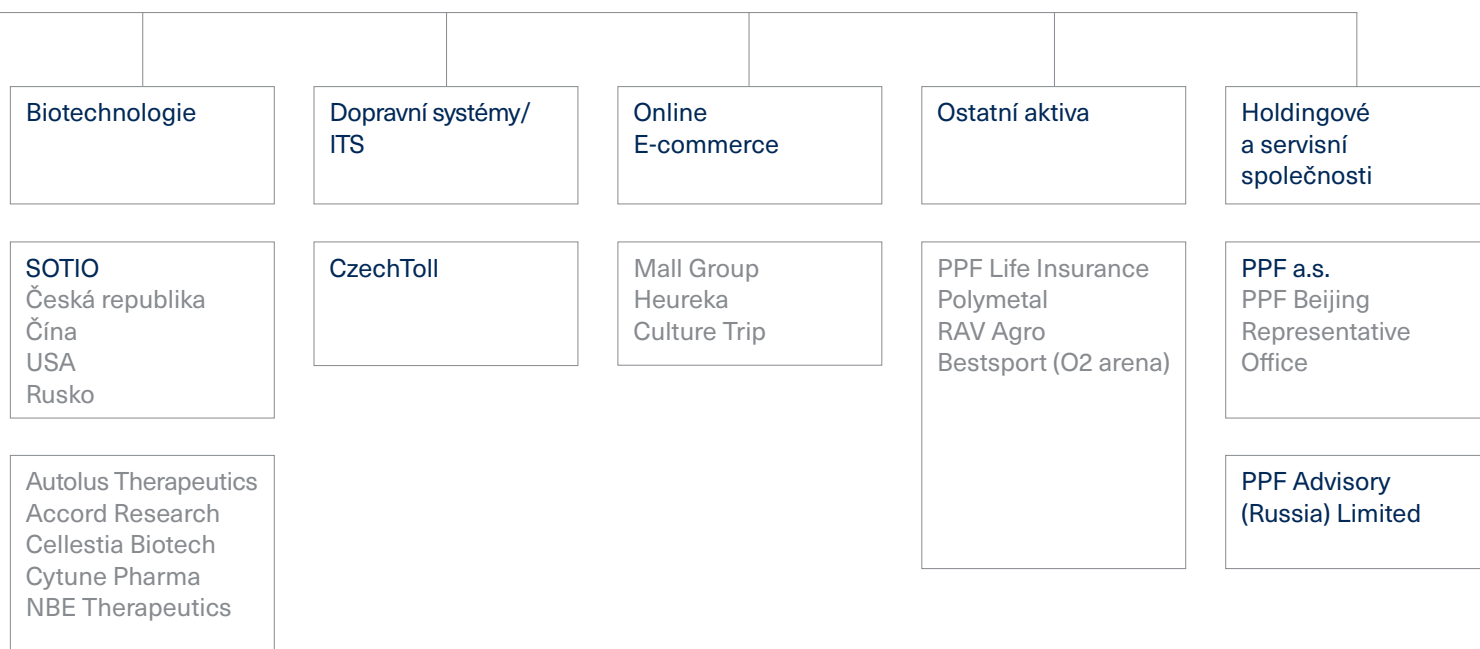 Biotechnologie
Dopravní systémy/
ITS
Online
E-commerce
Ostatní aktiva
Holdingové
a servisní
společnosti
SOTIO
Česká republika
Čína
USA
Rusko
CzechToll
Mall Group
Heureka
Culture Trip
PPF Life Insurance
Polymetal
RAV Agro
Bestsport (O2 arena)
PPF a.s.
PPF Beijing
Representative
Office
Autolus Therapeutics
Accord Research
Cellestia Biotech
Cytune Pharma
NBE Therapeutics
PPF Advisory
(Russia) Limited